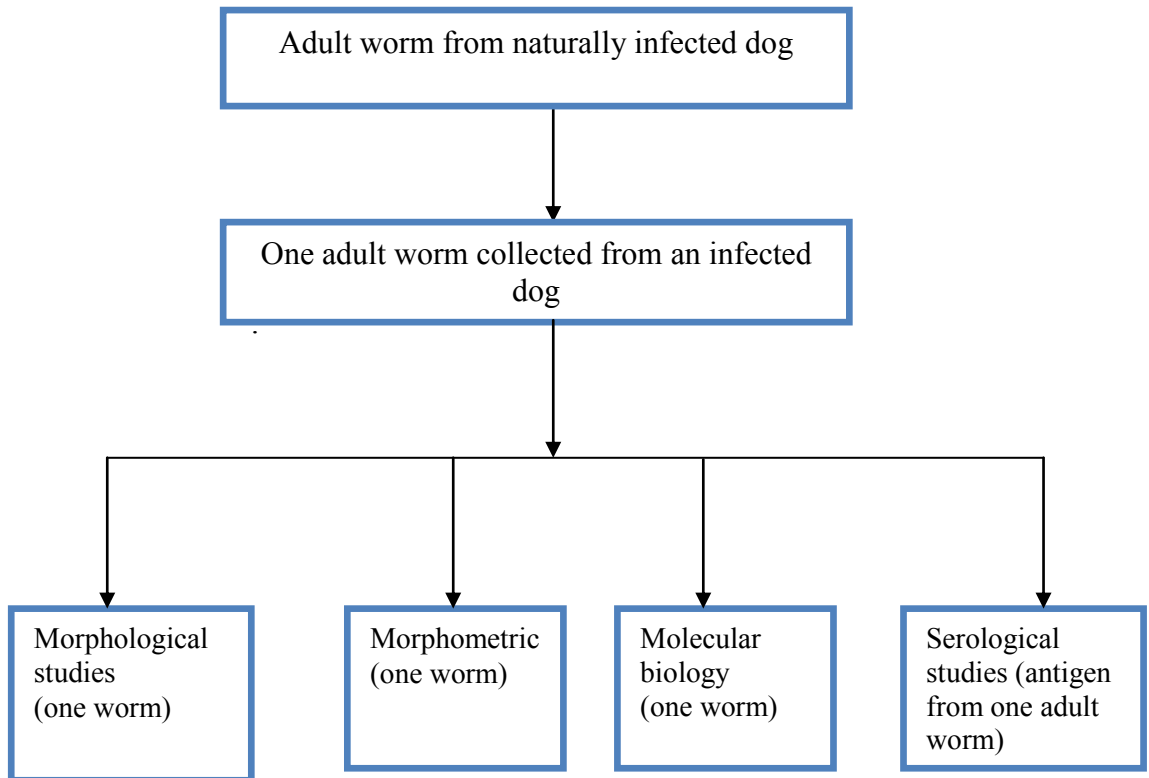 Adult worm from naturally infected dog
One adult worm collected from an infected
dog
.
Morphological
studies
(one worm)
Morphometric
(one worm)
Molecular
biology
(one worm)
Serological
studies (antigen
from one adult
worm)